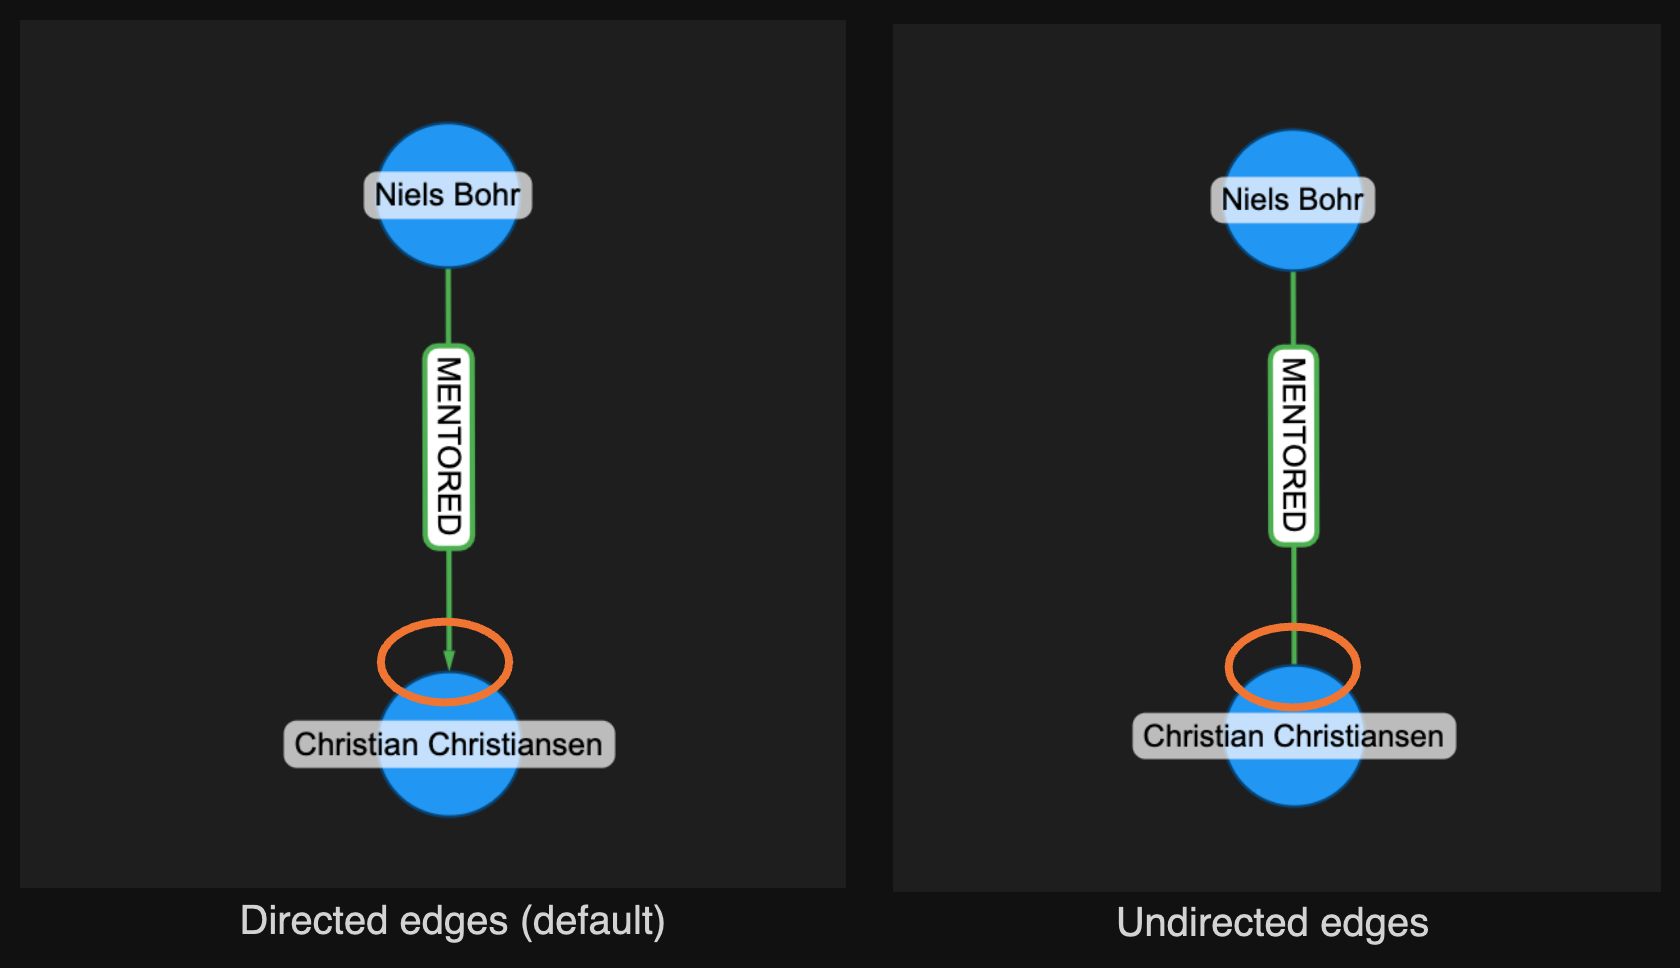 Niels Bohr
MENTORED
Christian Christiansen
Directed edges (default)
Niels Bohr
MENTORED
Christian Christiansen
Undirected edges